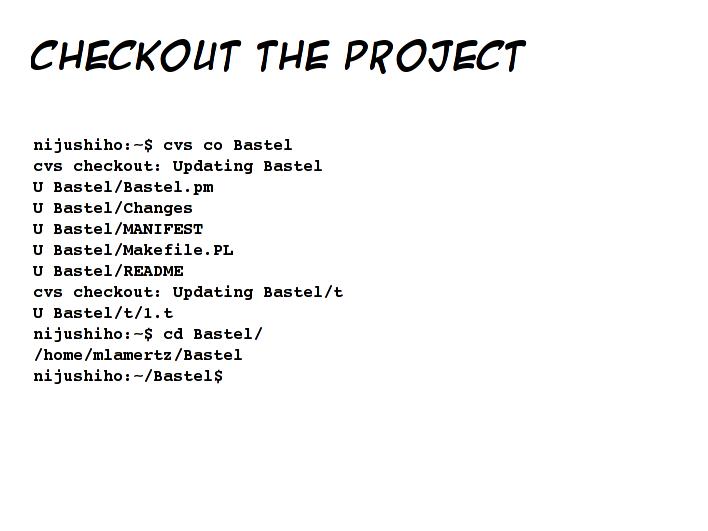 CHECKOUT THE PROJECT
nijushiho:~$ cvs co Bastel
cvs checkout: Updating Bastel
U Bastel/Bastel.pm
U Bastel/Changes
U Bastel/MANIFEST
U Bastel/Makefile.PL
U Bastel/README
cvs checkout: Updating Bastel/t
U Bastel/t/1.t
nijushiho:~$ cd Bastel/
/home/mlamertz/Bastel
nijushiho:~/Bastel$